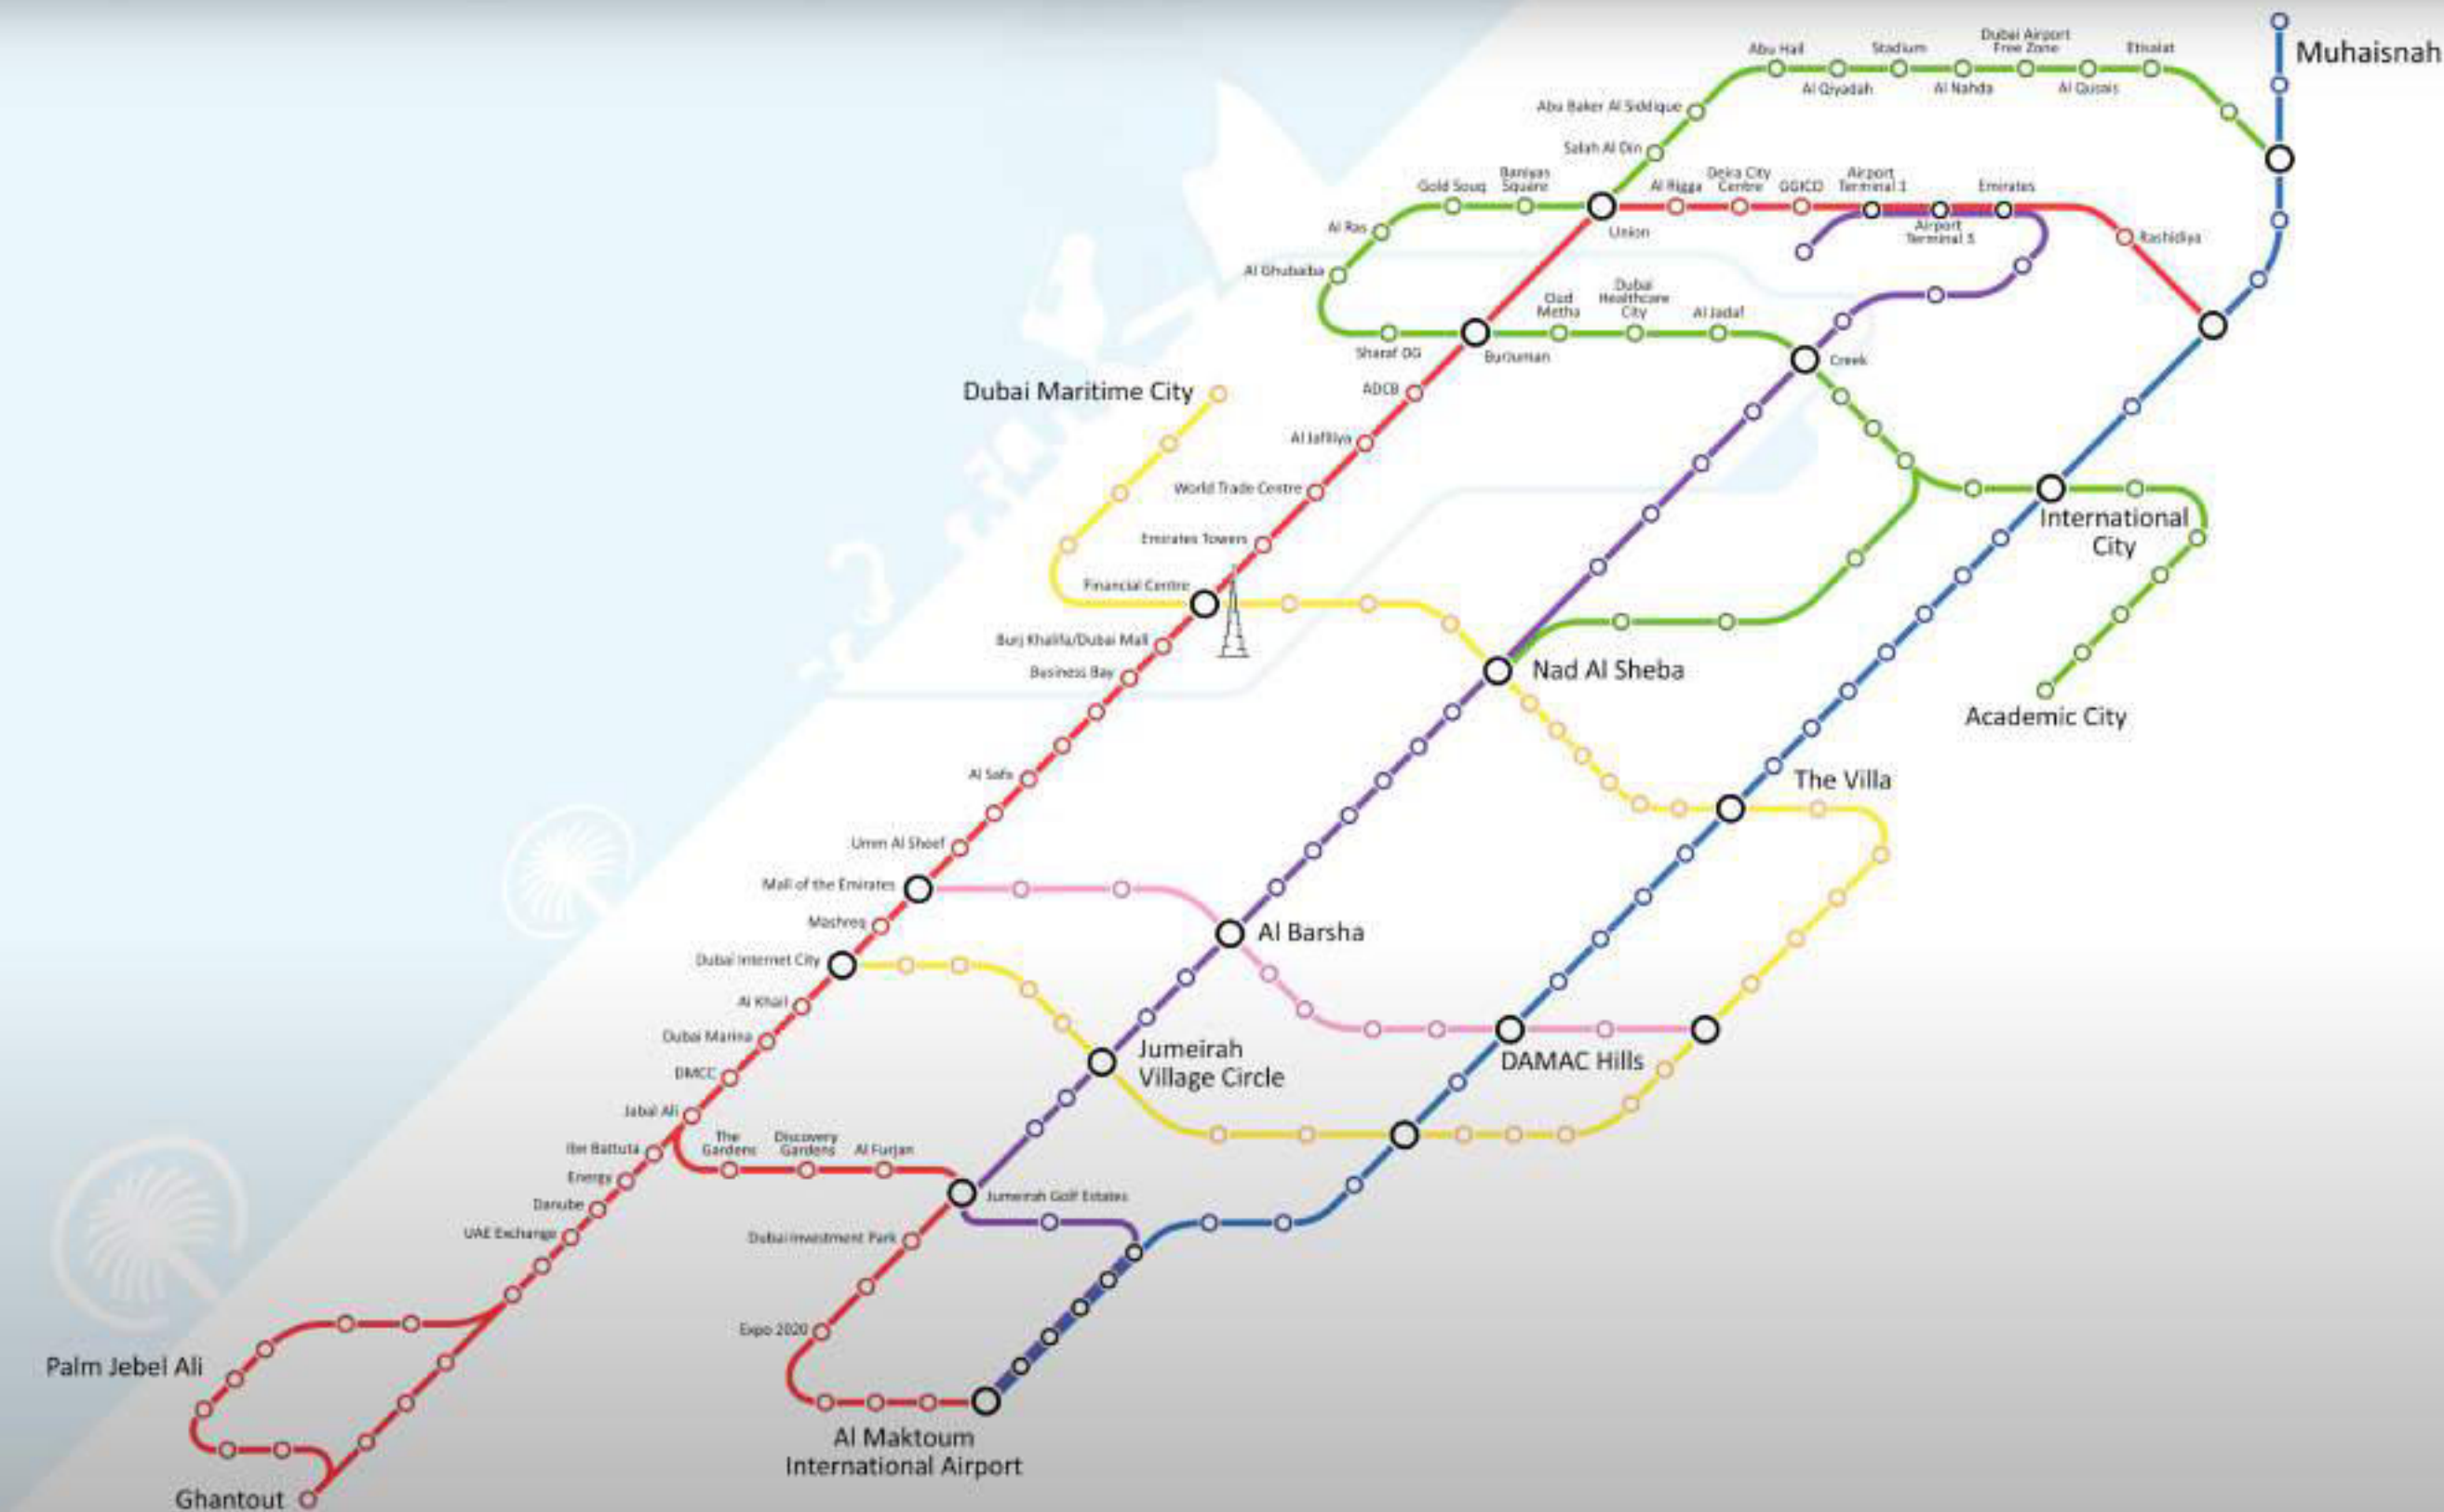 Muhaisnah
Abu Hail
Stadium
Dubai Airport
Free Zone
Etisalat
Al Qiyadah
Al Nahda
Al Qusais
Abu Baker Al Siddique
Salah Al Din
Gold Souq
Baniyas
Square
Al Rigga
Deira City
Centre
GGICO
Airport
Terminal 1
Emirates
Al Ras
Union
Airport
Terminal 3
Rashidiya
Al Ghubaiba
Oud
Metha
Dubai
Healthcare
City
Al Jadaf
Sharaf DG
BurJuman
Creek
Dubai Maritime City
ADCB
Al Jafiliya
World Trade Centre
Emirates Towers
International
City
Financial Centre
Burj Khalifa/Dubai Mall
Business Bay
Nad Al Sheba
Academic City
Al Safa
The Villa
Umm Al Sheef
Mall of the Emirates
Mashreq
Al Barsha
Dubai Internet City
Al Khail
Dubai Marina
Jumeirah
Village Circle
DAMAC Hills
DMCC
Jabal Ali
Ibn Battuta
The
Gardens
Discovery
Gardens
Al Furjan
Energy
Danube
UAE Exchange
Jumeirah Golf Estates
Dubai Investment Park
Expo 2020
Palm Jebel Ali
Al Maktoum
International Airport
Ghantout